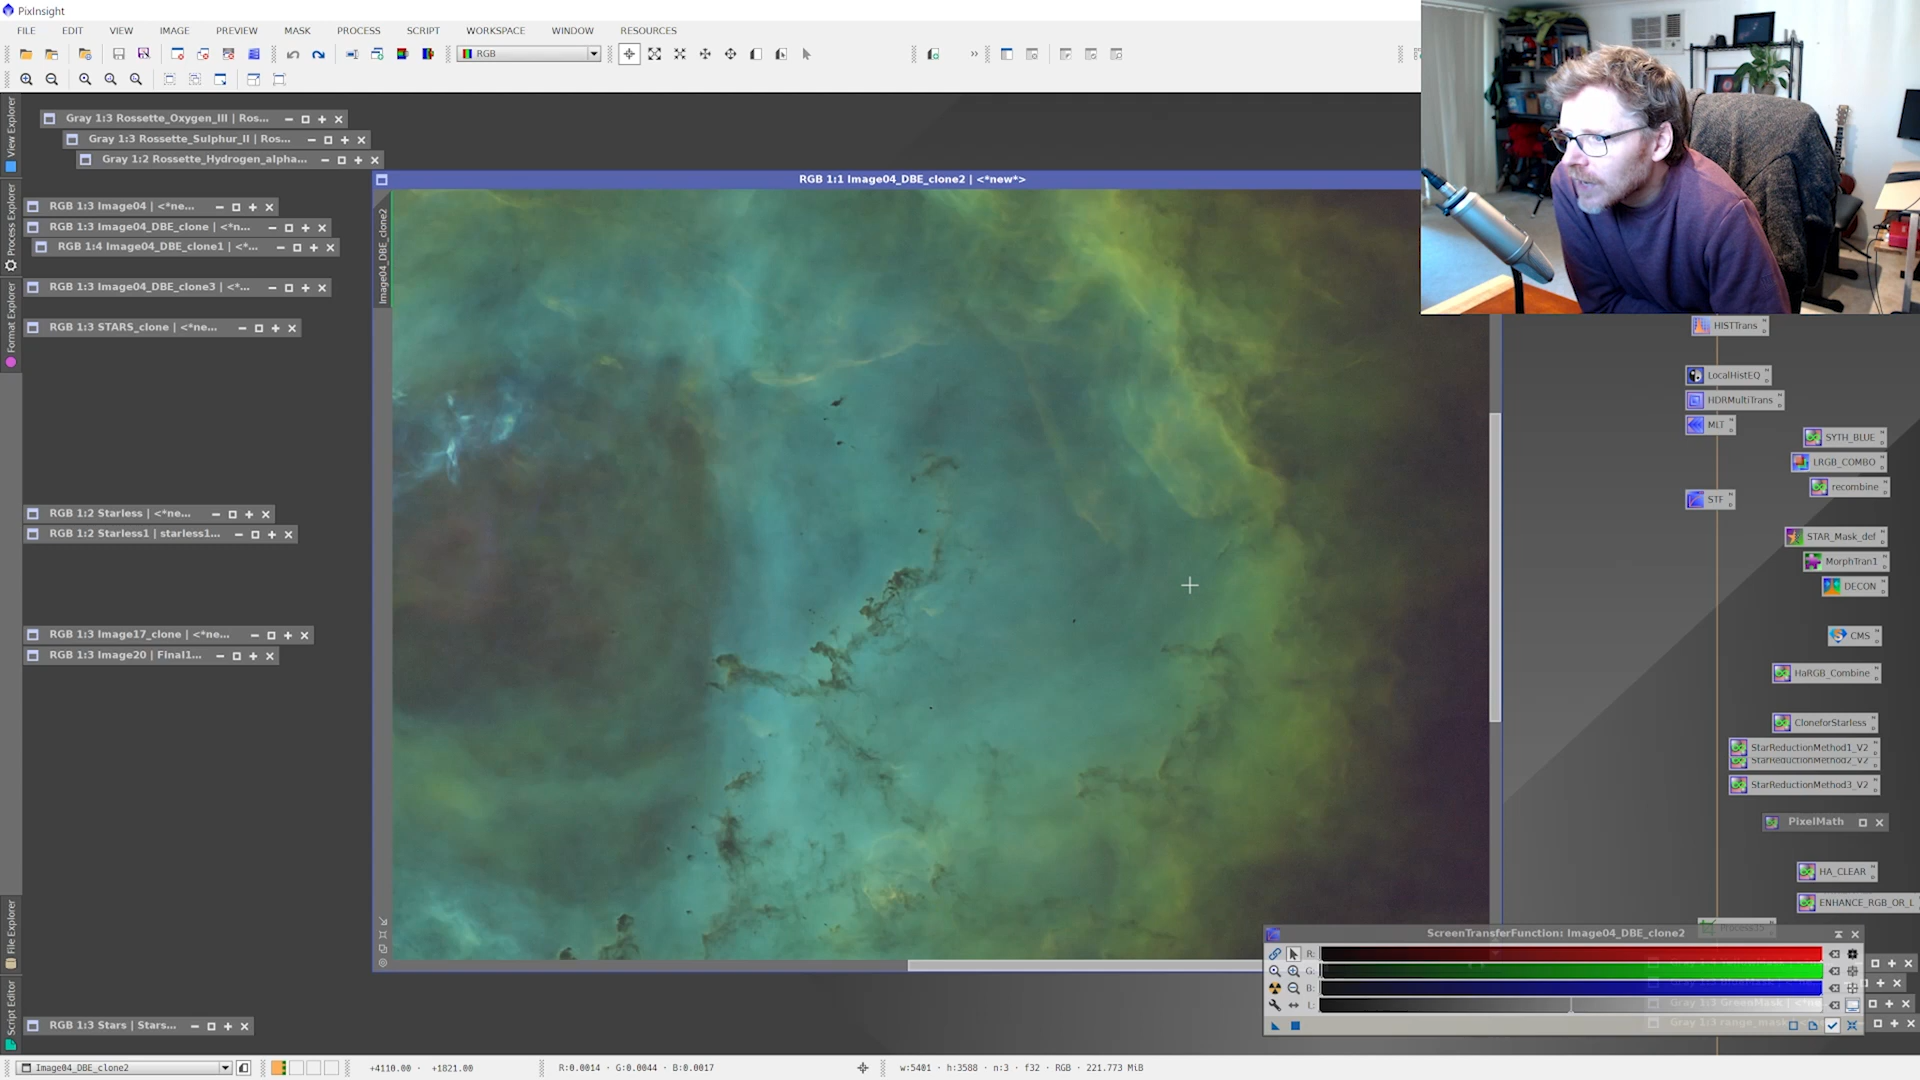 PixInsight
FILE EDIT VIEW IMAGE PREVIEW MASK PROCESS SCRIPT WORKSPACE WINDOW RESOURCES
RGB
View Explorer
Process Explorer
Format Explorer
File Explorer
Script Editor
Gray 1:3 Rossette_Oxygen_III | Ros...
Gray 1:3 Rossette_Sulphur_II | Ros...
Gray 1:2 Rossette_Hydrogen_alpha...
RGB 1:1 Image04_DBE_clone2 | <*new*>
Image04_DBE_clone2
RGB 1:3 Image04 | <*ne...
RGB 1:3 Image04_DBE_clone | <*n...
RGB 1:4 Image04_DBE_clone1 | <*...
RGB 1:3 Image04_DBE_clone3 | <*...
RGB 1:3 STARS_clone | <*ne...
RGB 1:2 Starless | <*ne...
RGB 1:2 Starless1 | starless1...
RGB 1:3 Image17_clone | <*ne...
RGB 1:3 Image20 | Final1...
RGB 1:3 Stars | Stars...
HISTTrans
LocalHistEQ
HDRMultiTrans
MLT
SYTH_BLUE
LRGB_COMBO
recombine
STF
STAR_Mask_def
MorphTran1
DECON
CMS
HaRGB_Combine
CloneforStarless
StarReductionMethod1_V2
StarReductionMethod2_V2
StarReductionMethod3_V2
PixelMath
HA_CLEAR
ENHANCE_RGB_OR_L
ScreenTransferFunction: Image04_DBE_clone2
R:
G:
B:
L:
Image04_DBE_clone2
+4110.00 · +1821.00
R:0.0014 · G:0.0044 · B:0.0017
w:5401 · h:3588 · n:3 · f32 · RGB · 221.773 MiB